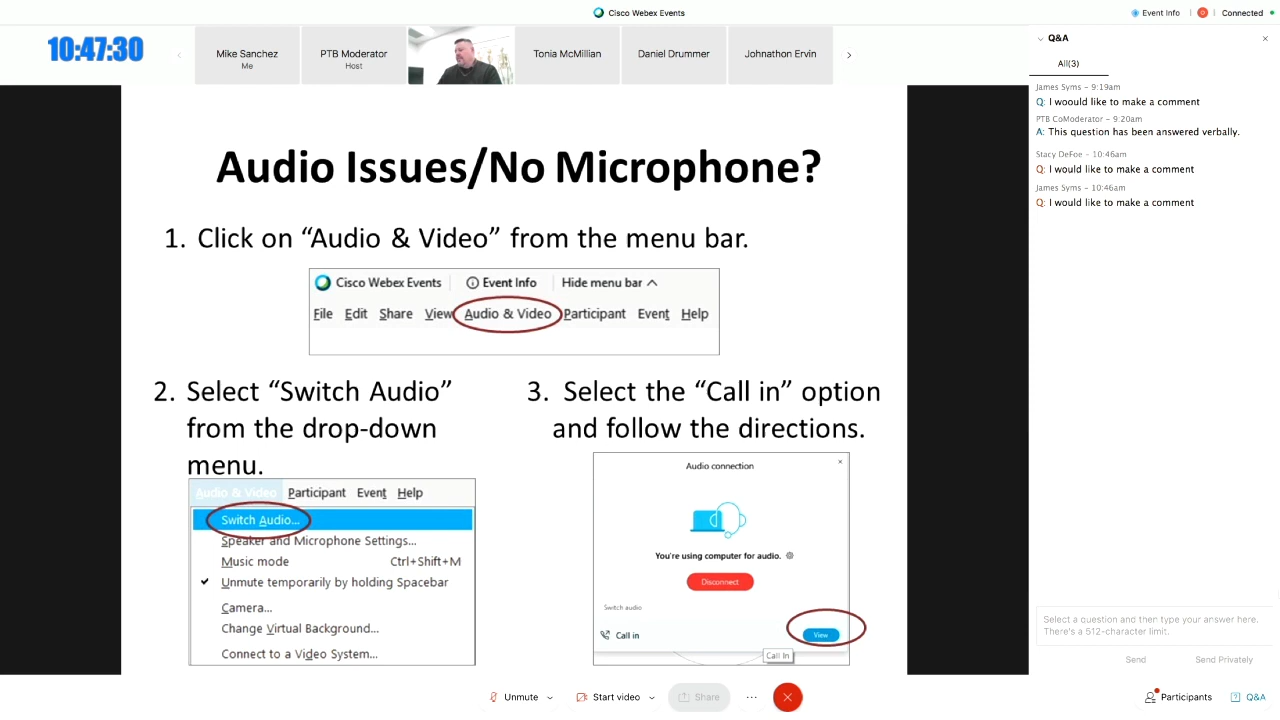 Cisco Webex Events
Event Info
Connected
10:47:30
Mike Sanchez
Me
PTB Moderator
Host
Tonia McMillian
Daniel Drummer
Johnathon Ervin
Q&A
All(3)
James Syms – 9:19am
Q: I woould like to make a comment
PTB CoModerator – 9:20am
A: This question has been answered verbally.
Stacy DeFoe – 10:46am
Q: I would like to make a comment
James Syms – 10:46am
Q: I would like to make a comment
Audio Issues/No Microphone?
1. Click on “Audio & Video” from the menu bar.
Cisco Webex Events Event Info Hide menu bar
File Edit Share View Audio & Video Participant Event Help
2. Select “Switch Audio”
from the drop-down
menu.
Audio & Video Participant Event Help
Switch Audio...
Speaker and Microphone Settings...
Music mode Ctrl+Shift+M
Unmute temporarily by holding Spacebar
Camera...
Change Virtual Background...
Connect to a Video System...
3. Select the “Call in” option
and follow the directions.
Audio connection
You're using computer for audio.
Disconnect
Switch audio
Call in View
Call In
Select a question and then type your answer here.
There's a 512-character limit.
Send Send Privately
Unmute Start video Share
Participants Q&A